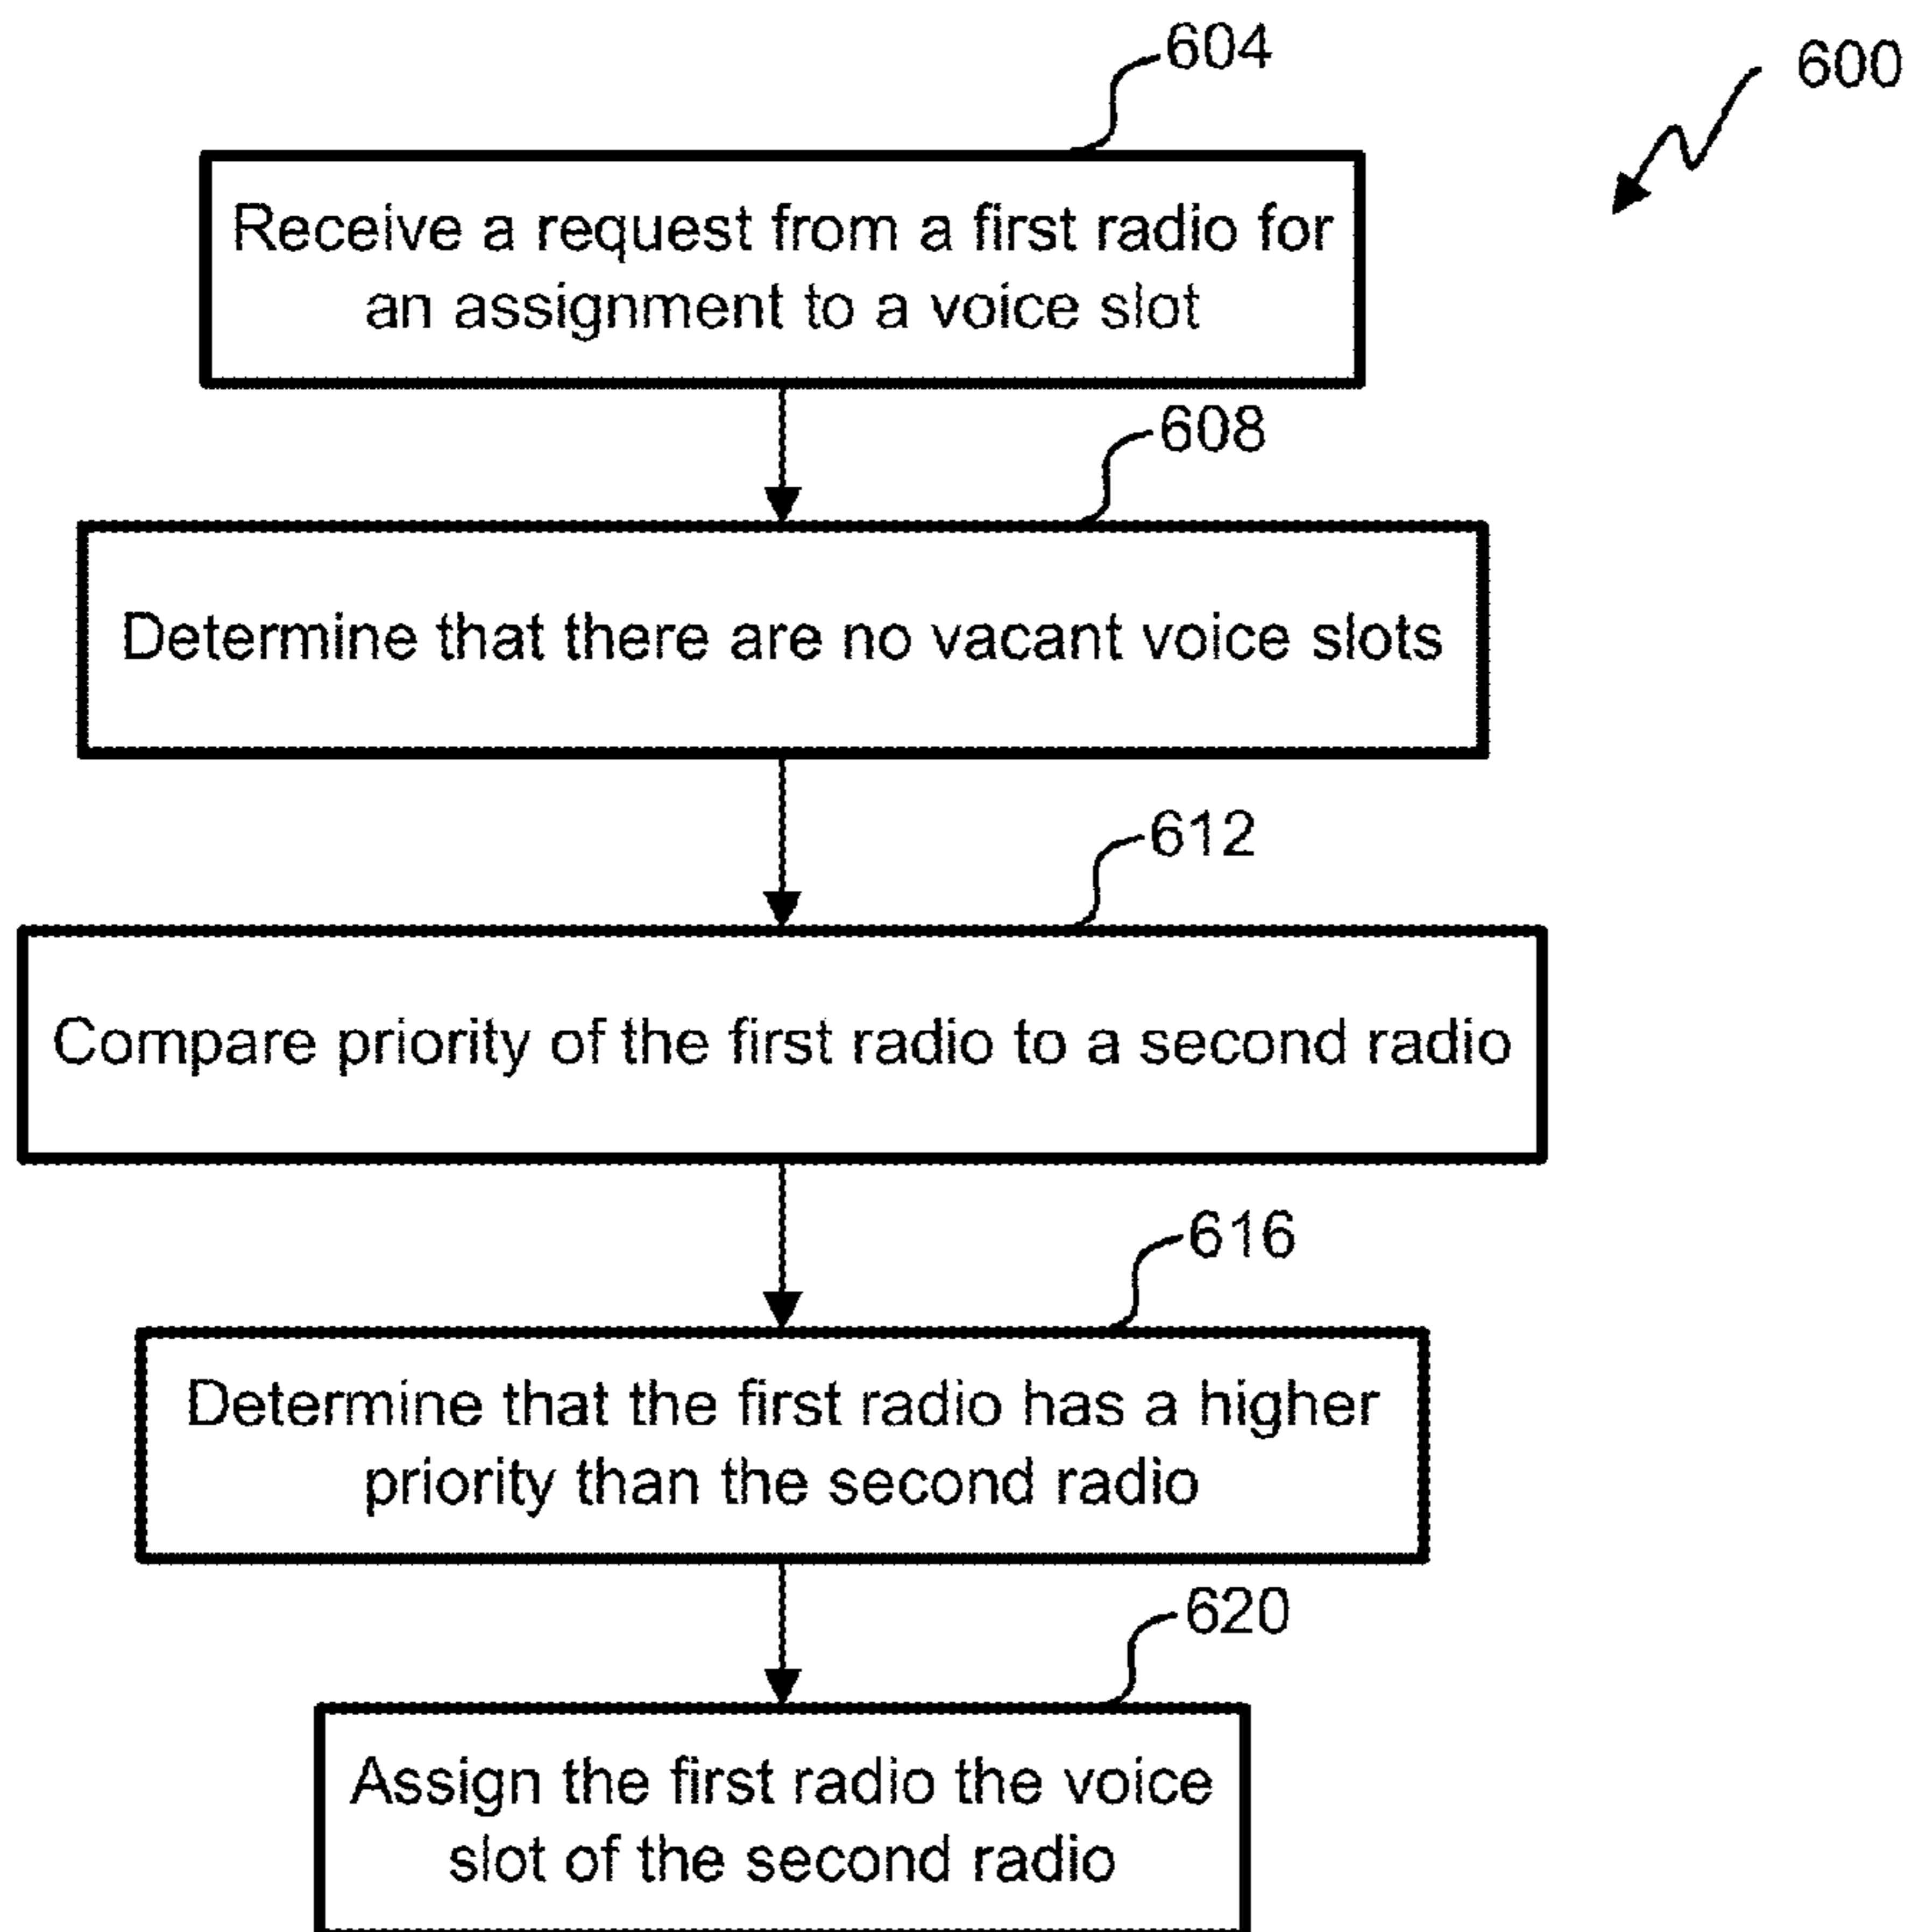 604
600
Receive a request from a first radio for
an assignment to a voice slot
608
Determine that there are no vacant voice slots
612
Compare priority of the first radio to a second radio
616
Determine that the first radio has a higher
priority than the second radio
620
Assign the first radio the voice
slot of the second radio